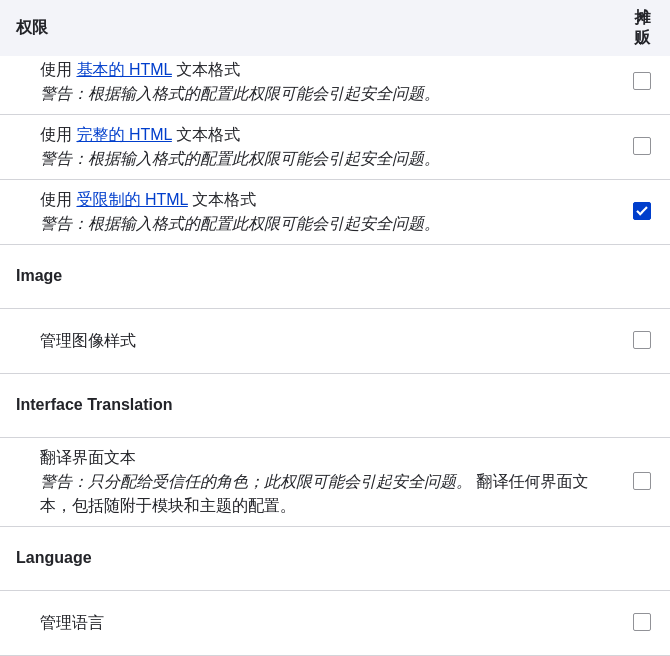 权限
摊
贩
使用 基本的 HTML 文本格式
警告：根据输入格式的配置此权限可能会引起安全问题。
使用 完整的 HTML 文本格式
警告：根据输入格式的配置此权限可能会引起安全问题。
使用 受限制的 HTML 文本格式
警告：根据输入格式的配置此权限可能会引起安全问题。
Image
管理图像样式
Interface Translation
翻译界面文本
警告：只分配给受信任的角色；此权限可能会引起安全问题。 翻译任何界面文
本，包括随附于模块和主题的配置。
Language
管理语言